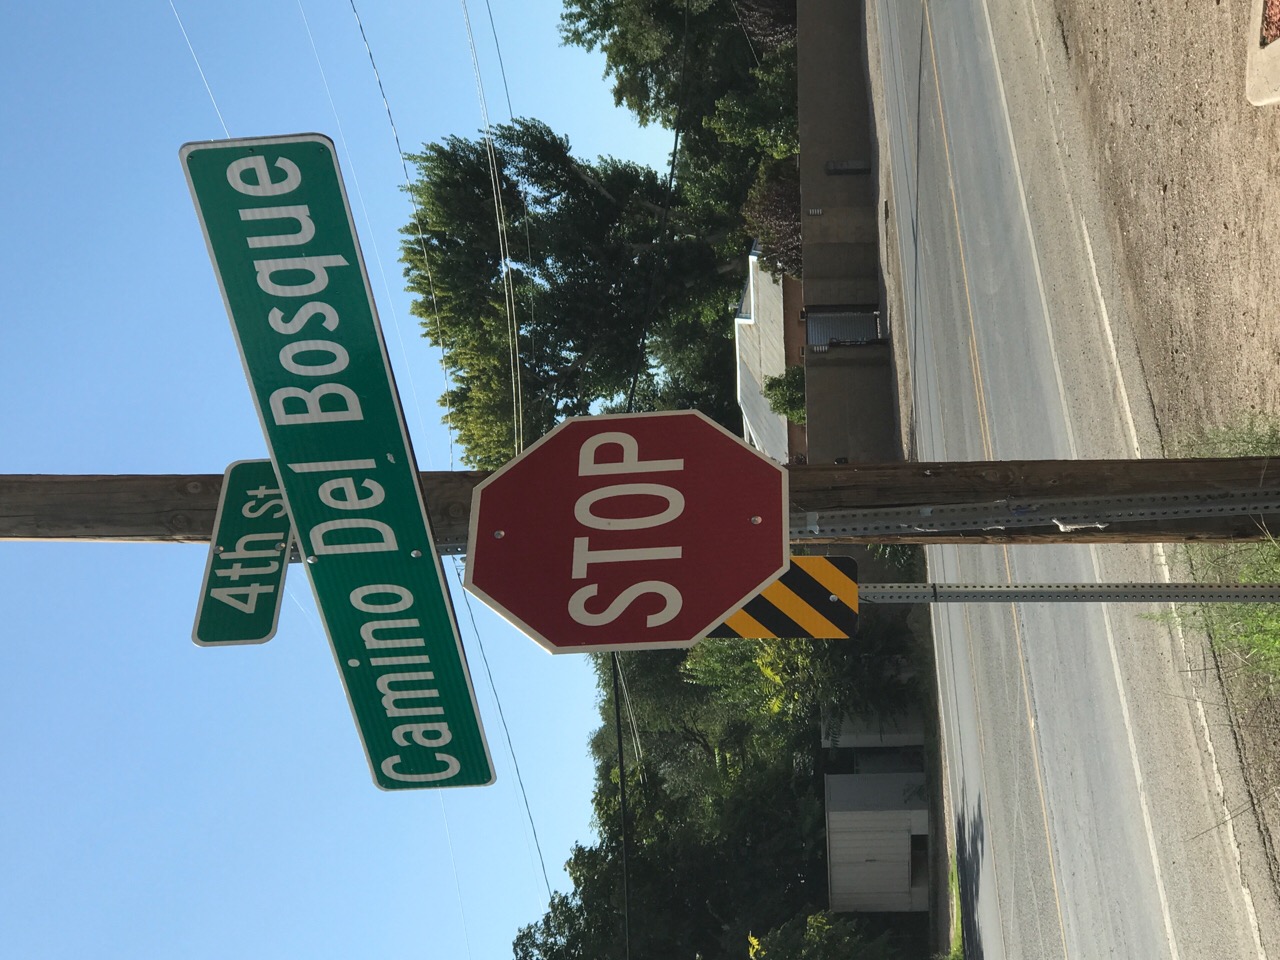 4th St
Camino Del Bosque
STOP